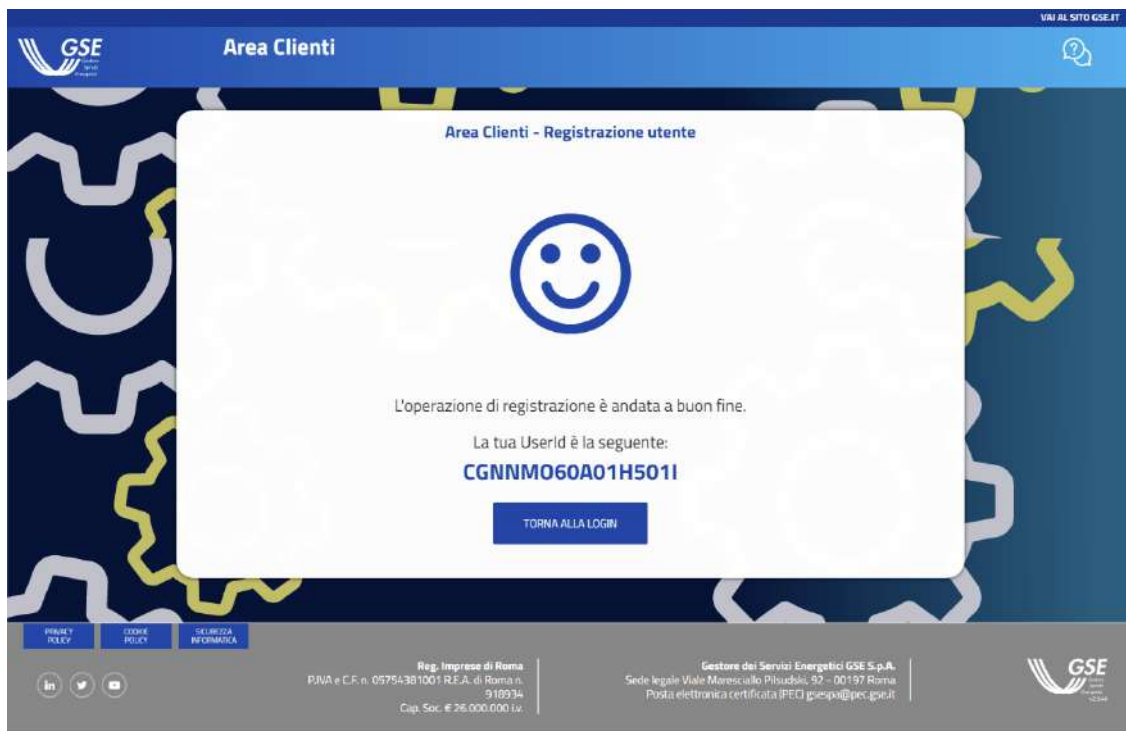 VAI AL SITO GSE.IT
GSE
Area Clienti
Area Clienti - Registrazione utente
L'operazione di registrazione è andata a buon fine.
La tua UserId è la seguente:
CGNNMO60A01H501I
TORNA ALLA LOGIN
PRIVACY
POLICY
COOKIE
POLICY
SICUREZZA
INFORMATICA
Reg. Imprese di Roma
P.IVA e C.F. n. 05754381001 R.E.A. di Roma n.
918934
Cap. Soc. € 26.000.000 i.v.
Gestore dei Servizi Energetici GSE S.p.A.
Sede legale Viale Maresciallo Pilsudski, 92 - 00197 Roma
Posta elettronica certificata (PEC) gsespa@pec.gse.it
GSE